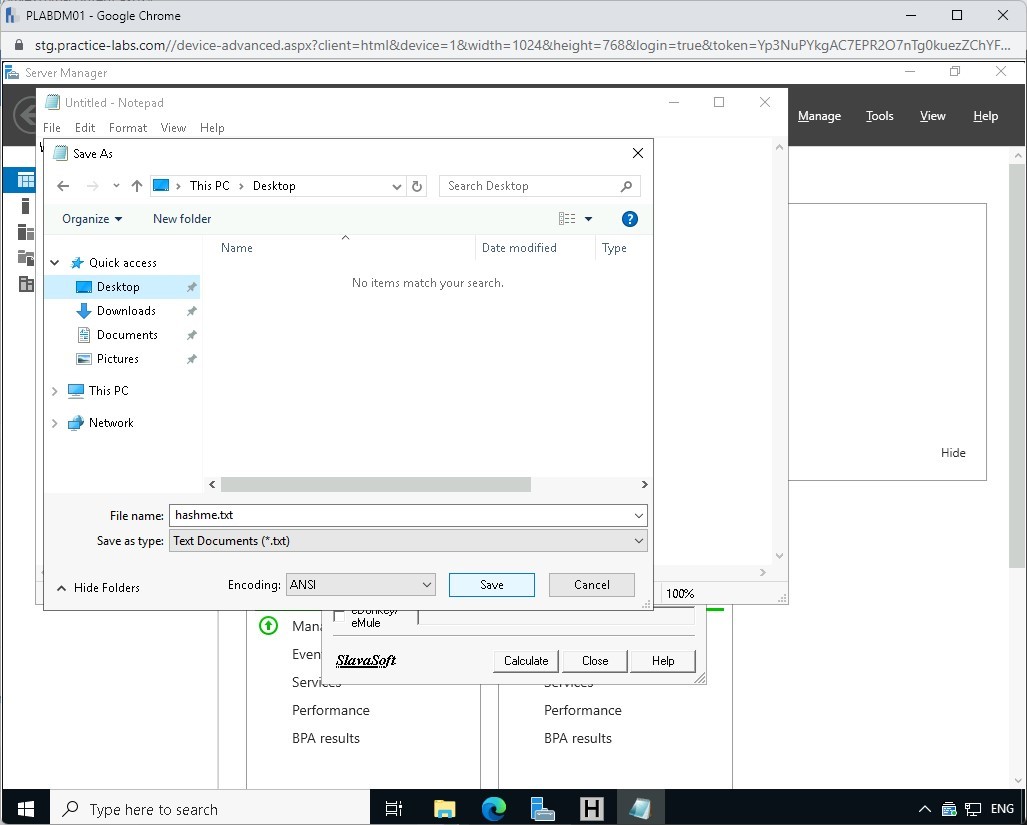 PLABDM01 - Google Chrome
stg.practice-labs.com//device-advanced.aspx?client=html&device=1&width=1024&height=768&login=true&token=Yp3NuPYkgAC7EPR2O7nTg0kuezZChYF...
Server Manager
Untitled - Notepad
File Edit Format View Help
Manage Tools View Help
Save As
This PC > Desktop
Search Desktop
Organize
New folder
?
Name Date modified Type
No items match your search.
Quick access
Desktop
Downloads
Documents
Pictures
This PC
Network
Hide
File name: hashme.txt
Save as type: Text Documents (*.txt)
Hide Folders
Encoding: ANSI
Save
Cancel
100%
eDonkey/
eMule
SlavaSoft
Calculate Close Help
Services
Performance
BPA results
Services
Performance
BPA results
Type here to search
H
ENG